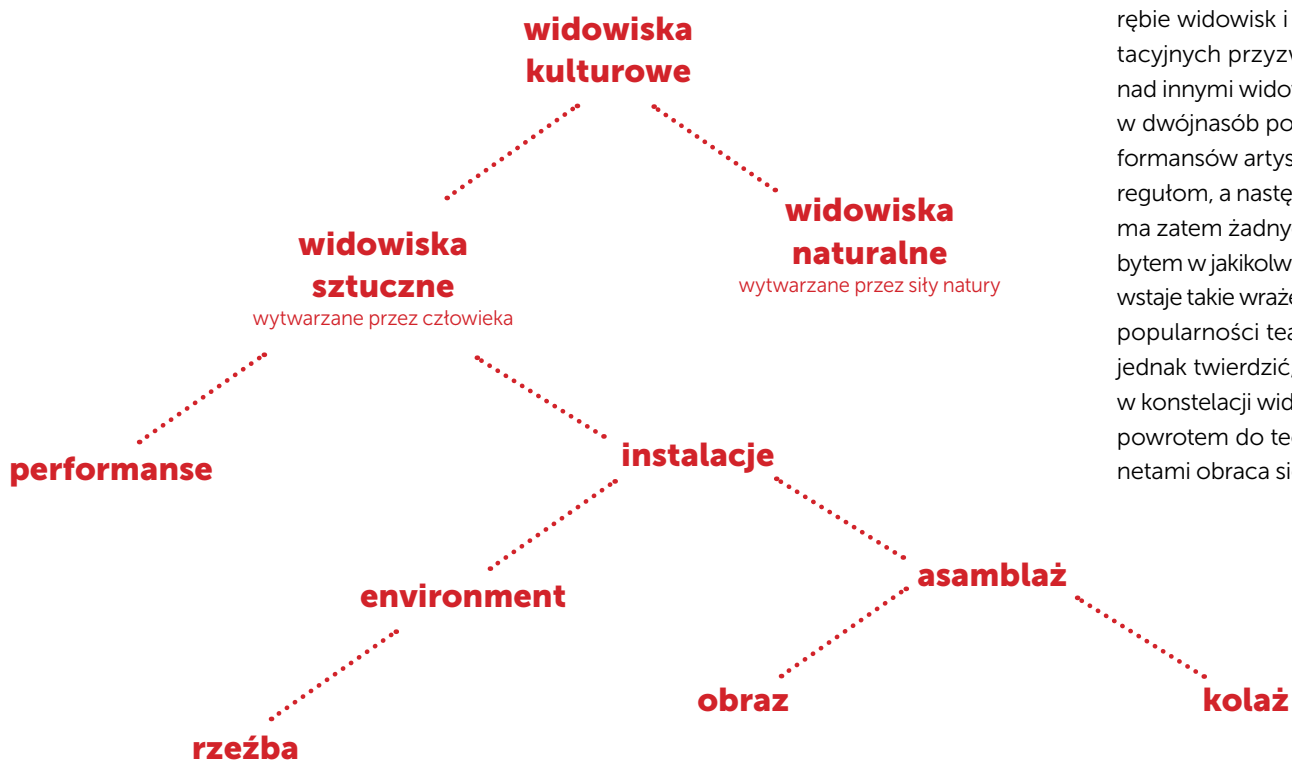 widowiska
kulturowe
widowiska
sztuczne
wytwarzane przez człowieka
widowiska
naturalne
wytwarzane przez siły natury
performanse
instalacje
environment
asamblaż
rzeźba
obraz
kolaż
rębie widowisk i
tacyjnych przyzw
nad innymi widow
w dwójnasób po
formansów artys
regułom, a nastę
ma zatem żadny
bytem w jakikolw
wstaje takie wraże
popularności tea
jednak twierdzić,
w konstelacji wid
powrotem do te
netami obraca si